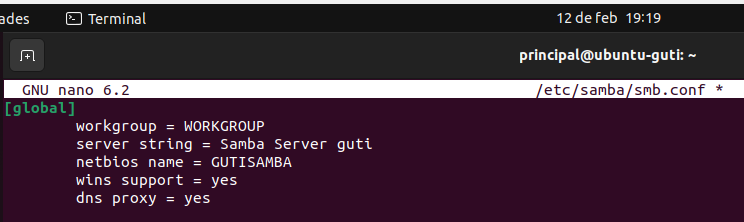 ades Terminal 12 de feb 19:19
principal@ubuntu-guti: ~
GNU nano 6.2 /etc/samba/smb.conf *
[global]
workgroup = WORKGROUP
server string = Samba Server guti
netbios name = GUTISAMBA
wins support = yes
dns proxy = yes